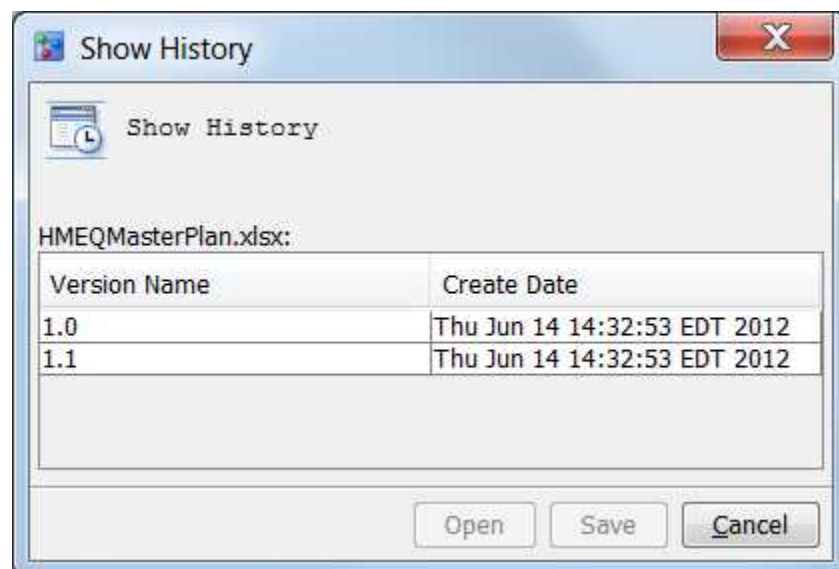 Show History
Show History
HMEQMasterPlan.xlsx:
Version Name Create Date
1.0 Thu Jun 14 14:32:53 EDT 2012
1.1 Thu Jun 14 14:32:53 EDT 2012
Open Save Cancel